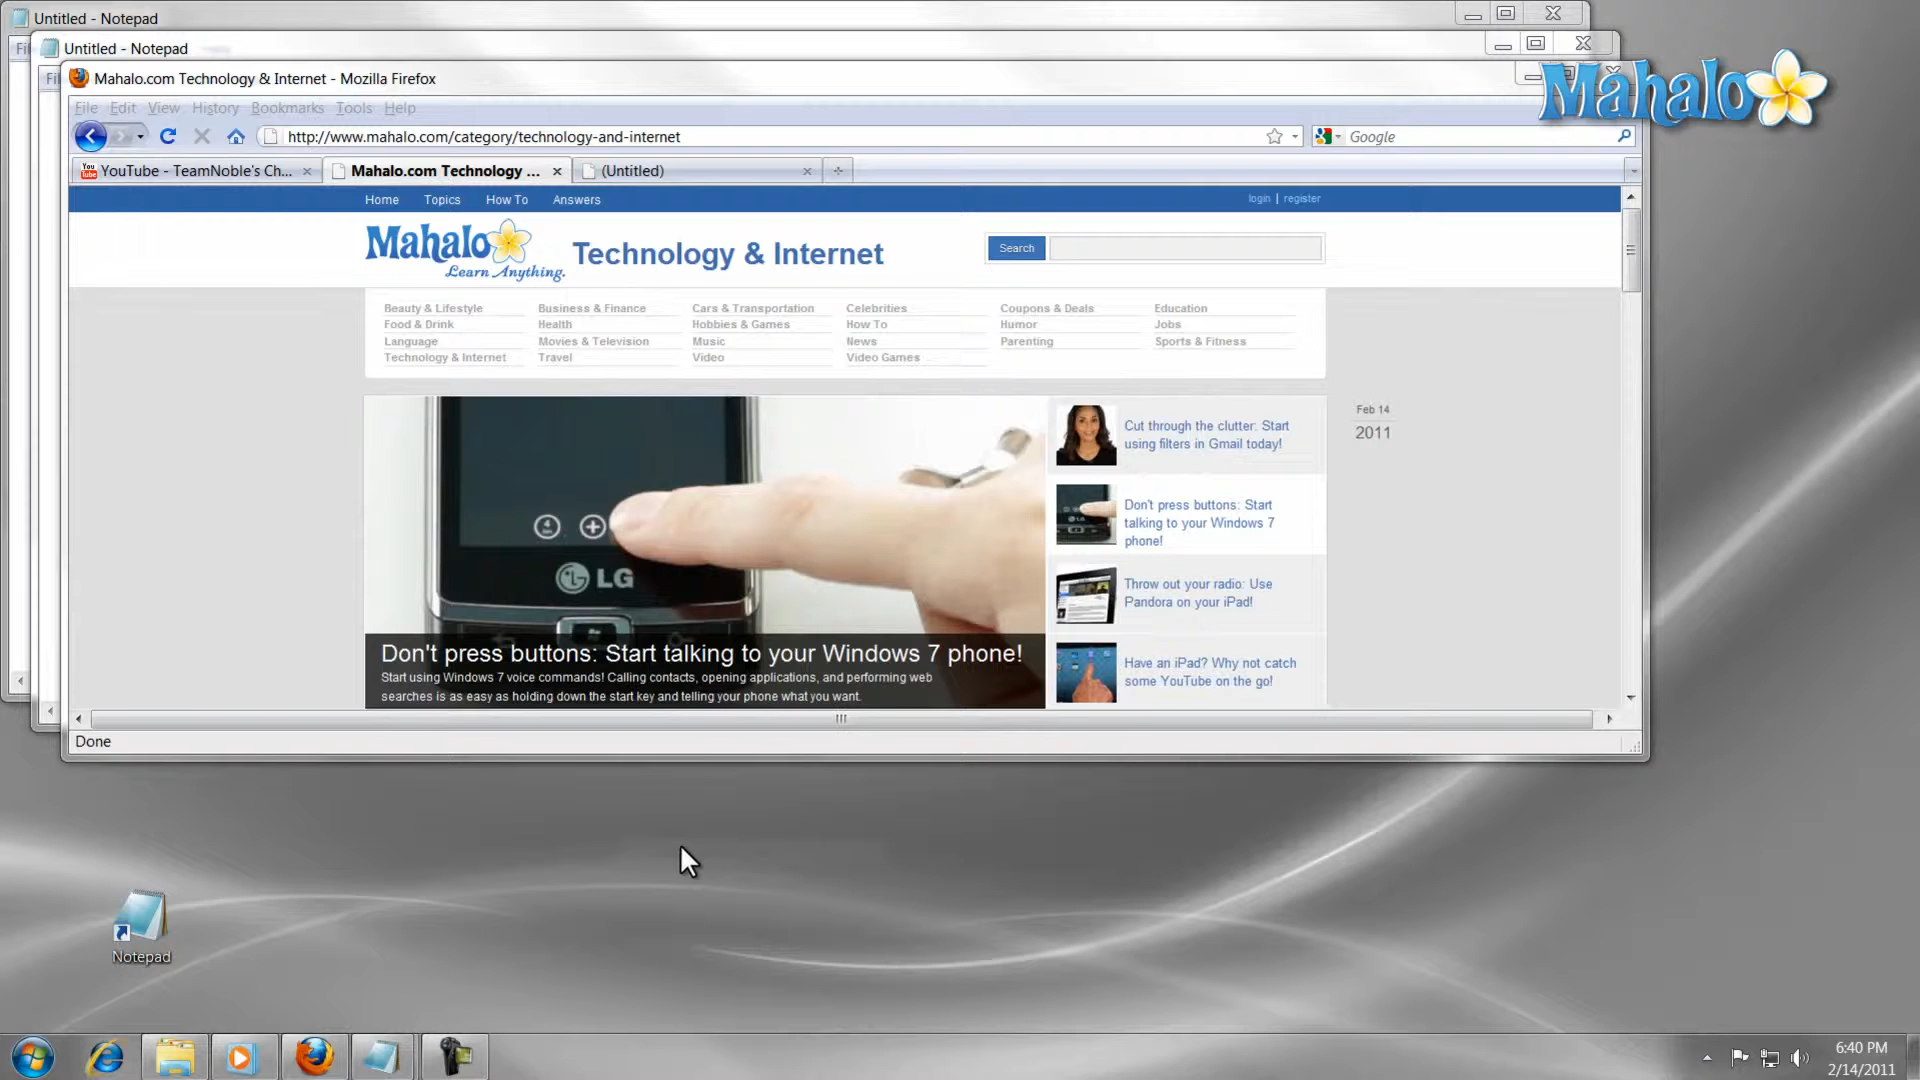 Untitled - Notepad
Untitled - Notepad
Mahalo.com Technology & Internet - Mozilla Firefox
Mahalo
Fi
Fi
File Edit View History Bookmarks Tools Help
http://www.mahalo.com/category/technology-and-internet
Google
You Tube
YouTube - TeamNoble's Ch...
Mahalo.com Technology ...
(Untitled)
Home Topics How To Answers
login | register
Mahalo
Learn Anything.
Technology & Internet
Search
Beauty & Lifestyle Business & Finance Cars & Transportation Celebrities Coupons & Deals Education
Food & Drink Health Hobbies & Games How To Humor Jobs
Language Movies & Television Music News Parenting Sports & Fitness
Technology & Internet Travel Video Video Games
Feb 14
2011
LG
Don't press buttons: Start talking to your Windows 7 phone!
Start using Windows 7 voice commands! Calling contacts, opening applications, and performing web
searches is as easy as holding down the start key and telling your phone what you want.
Cut through the clutter: Start
using filters in Gmail today!
Don't press buttons: Start
talking to your Windows 7
phone!
Throw out your radio: Use
Pandora on your iPad!
Have an iPad? Why not catch
some YouTube on the go!
Done
Notepad
6:40 PM
2/14/2011